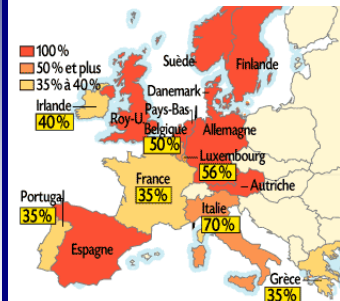 100%
50% et plus
35% à 40%
Suède
Finlande
Danemark
Irlande
40%
Roy-U.
Pays-Bas
Belgique
50%
Allemagne
Luxembourg
56%
Autriche
France
35%
Portugal
35%
Espagne
Italie
70%
Grèce
35%